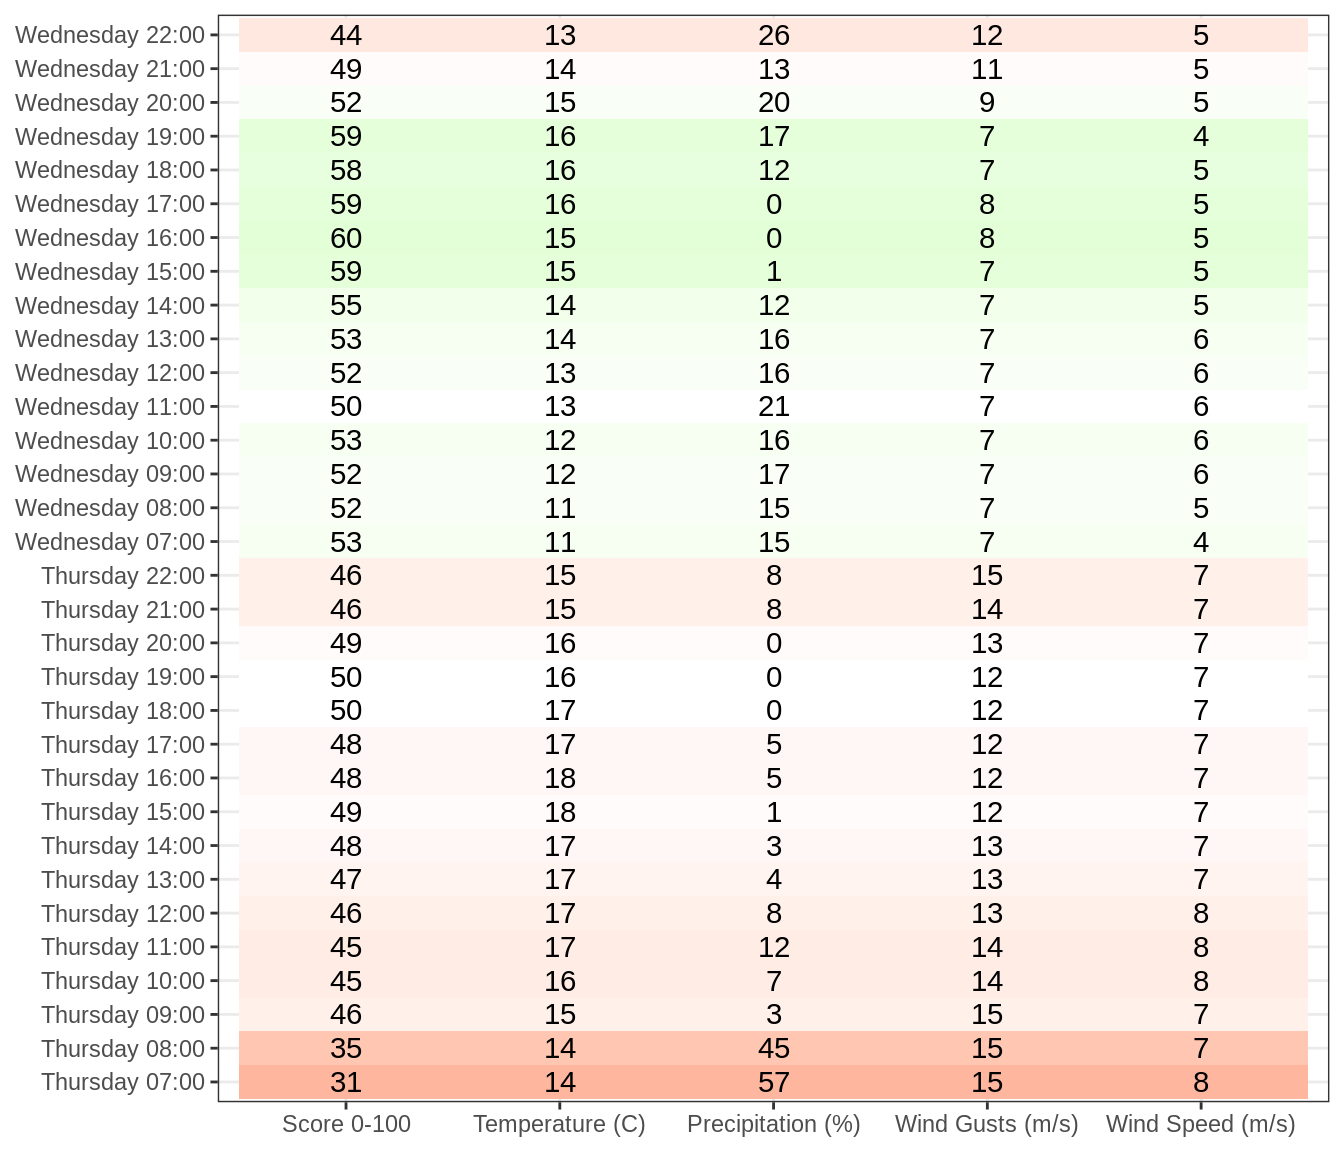 Wednesday 22:00 44 13 26 12 5
Wednesday 21:00 49 14 13 11 5
Wednesday 20:00 52 15 20 9 5
Wednesday 19:00 59 16 17 7 4
Wednesday 18:00 58 16 12 7 5
Wednesday 17:00 59 16 0 8 5
Wednesday 16:00 60 15 0 8 5
Wednesday 15:00 59 15 1 7 5
Wednesday 14:00 55 14 12 7 5
Wednesday 13:00 53 14 16 7 6
Wednesday 12:00 52 13 16 7 6
Wednesday 11:00 50 13 21 7 6
Wednesday 10:00 53 12 16 7 6
Wednesday 09:00 52 12 17 7 6
Wednesday 08:00 52 11 15 7 5
Wednesday 07:00 53 11 15 7 4
Thursday 22:00 46 15 8 15 7
Thursday 21:00 46 15 8 14 7
Thursday 20:00 49 16 0 13 7
Thursday 19:00 50 16 0 12 7
Thursday 18:00 50 17 0 12 7
Thursday 17:00 48 17 5 12 7
Thursday 16:00 48 18 5 12 7
Thursday 15:00 49 18 1 12 7
Thursday 14:00 48 17 3 13 7
Thursday 13:00 47 17 4 13 7
Thursday 12:00 46 17 8 13 8
Thursday 11:00 45 17 12 14 8
Thursday 10:00 45 16 7 14 8
Thursday 09:00 46 15 3 15 7
Thursday 08:00 35 14 45 15 7
Thursday 07:00 31 14 57 15 8
Score 0-100 Temperature (C) Precipitation (%) Wind Gusts (m/s) Wind Speed (m/s)